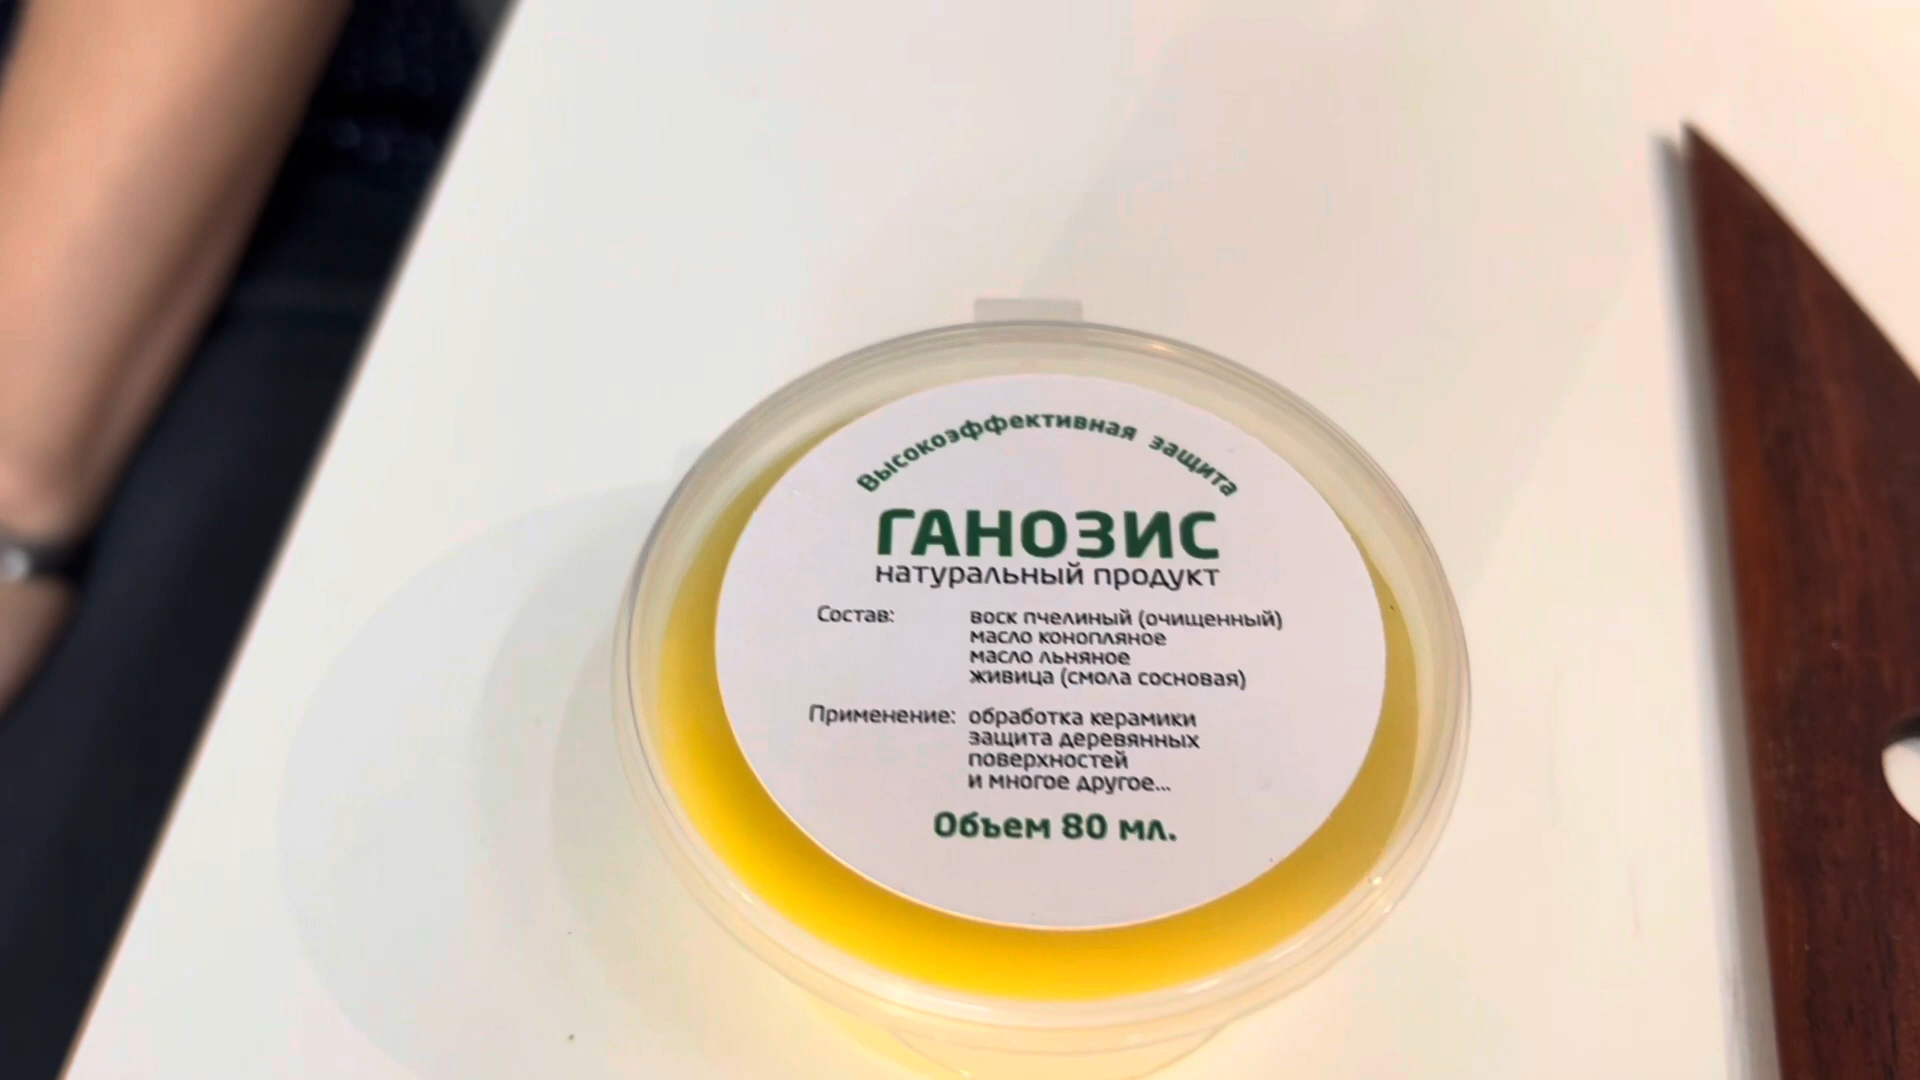 Высокоэффективная защита
ГАНОЗИС
натуральный продукт
Состав: воск пчелиный (очищенный)
масло конопляное
масло льняное
живица (смола сосновая)
Применение: обработка керамики
защита деревянных
поверхностей
и многое другое...
Объем 80 мл.